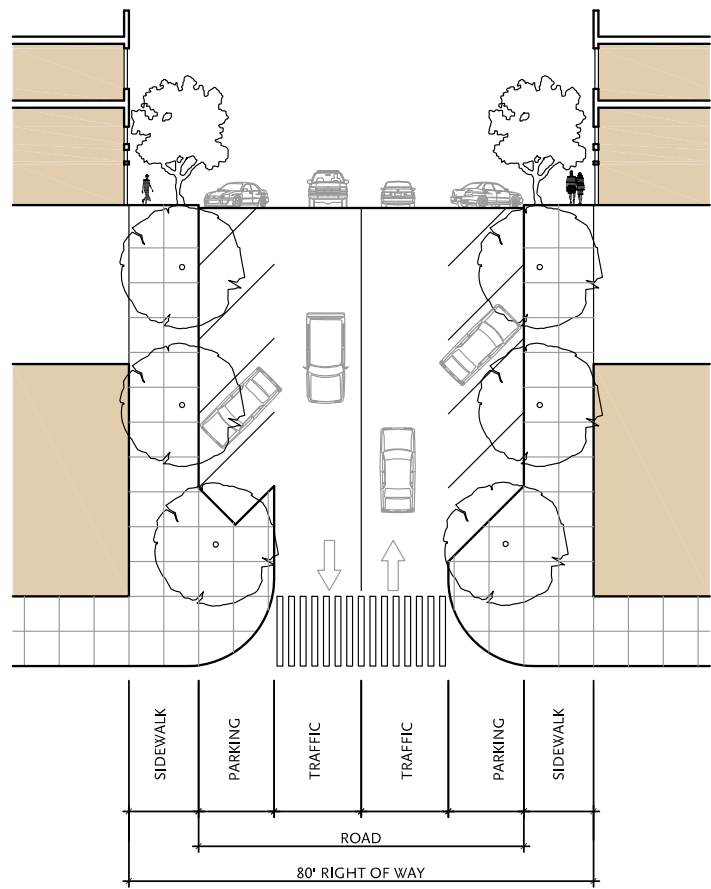 SIDEWALK
PARKING
TRAFFIC
TRAFFIC
PARKING
SIDEWALK
ROAD
80' RIGHT OF WAY